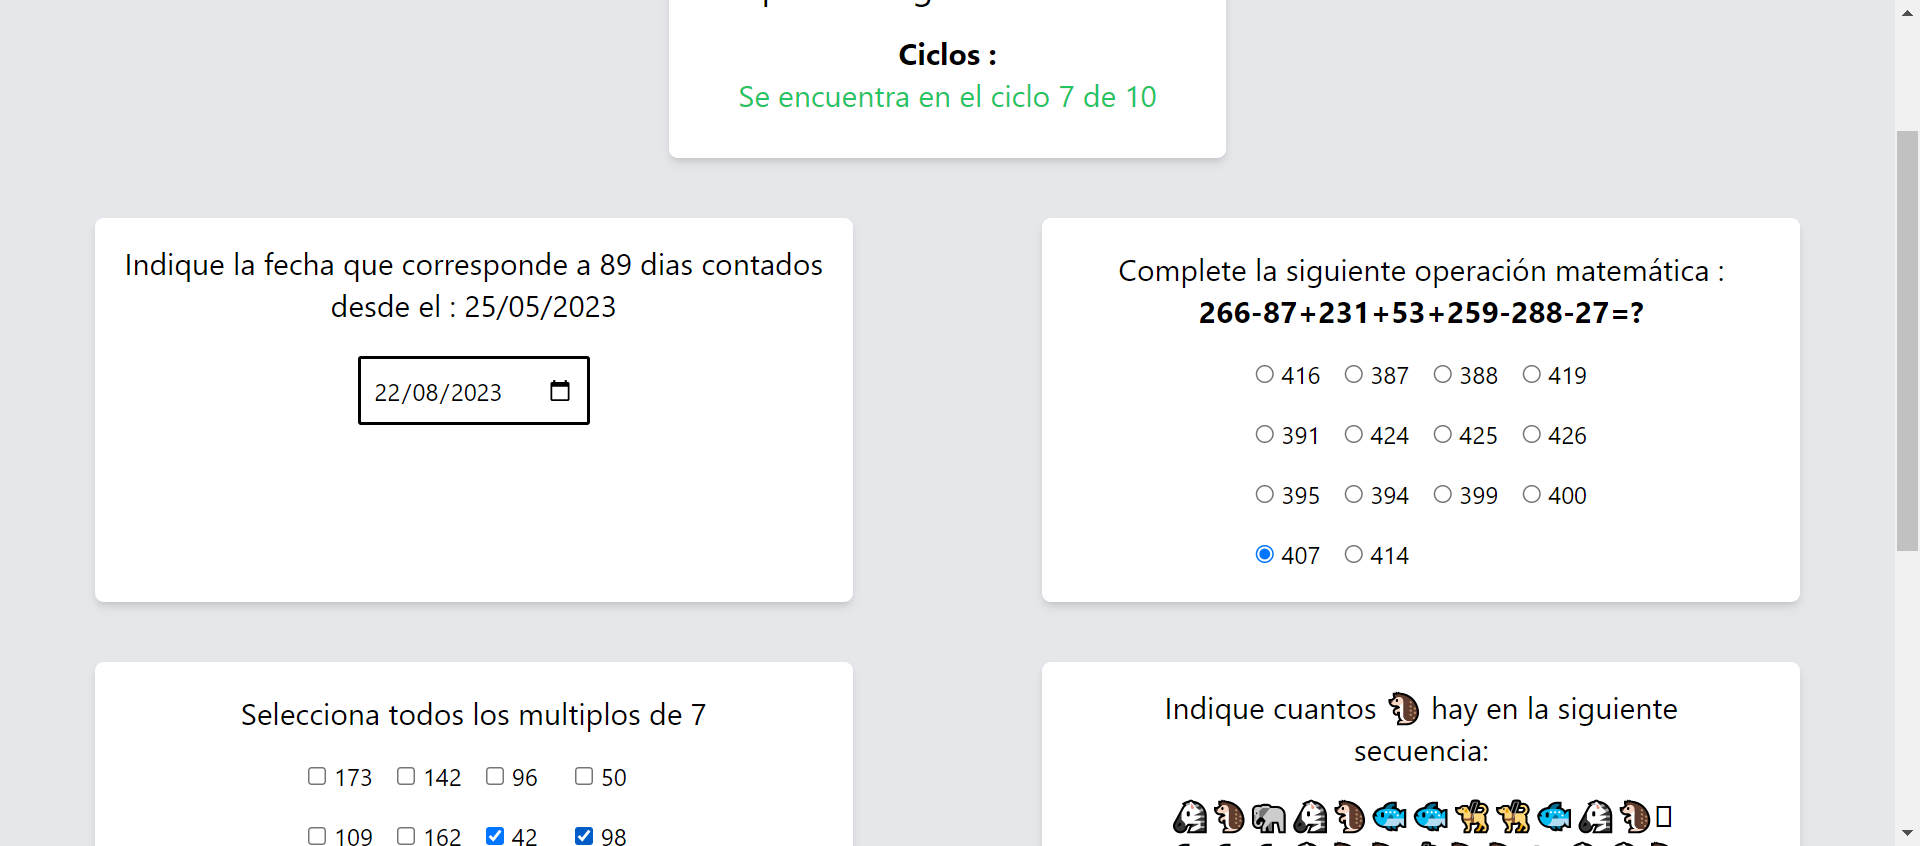 Ciclos :
Se encuentra en el ciclo 7 de 10
Indique la fecha que corresponde a 89 dias contados
desde el : 25/05/2023
22/08/2023
Complete la siguiente operación matemática :
266-87+231+53+259-288-27=?
416 387 388 419
391 424 425 426
395 394 399 400
407 414
Selecciona todos los multiplos de 7
173 142 96 50
109 162 42 98
Indique cuantos 🦔 hay en la siguiente
secuencia: